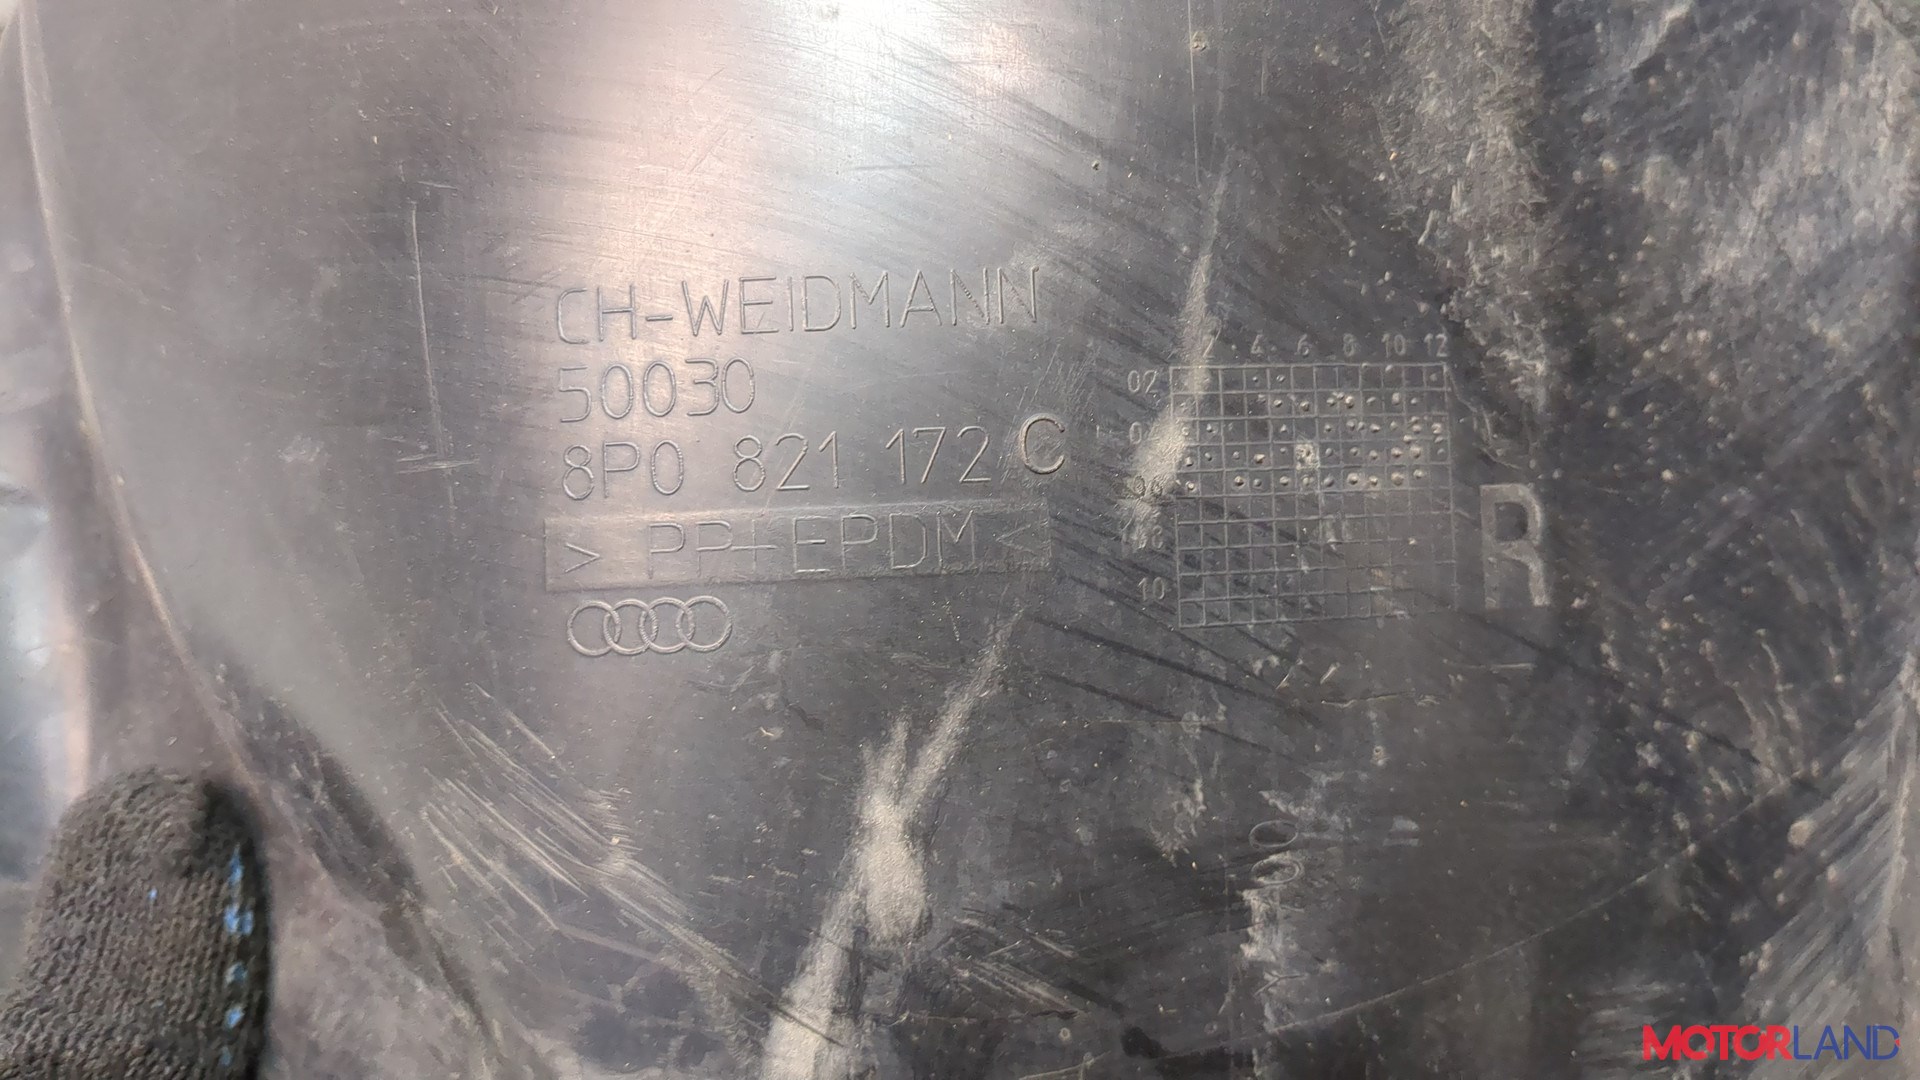 CH-WEIDMANN
50030
8P0 821 172 C
> PP+EPDM <
2 4 6 8 10 12
02
10
R
MOTORLAND